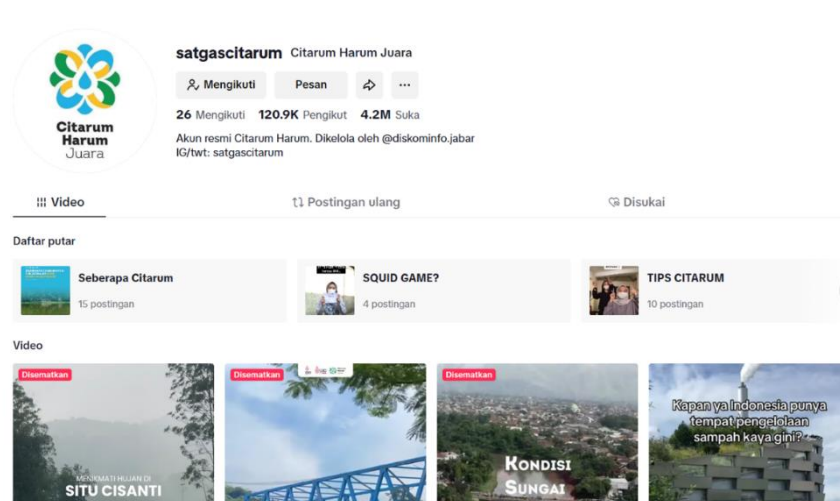 satgascitarum Citarum Harum Juara
Mengikuti Pesan ...
26 Mengikuti 120.9K Pengikut 4.2M Suka
Akun resmi Citarum Harum. Dikelola oleh @diskominfo.jabar
IG/twt: satgascitarum
Citarum
Harum
Juara
Video Postingan ulang Disukai
Daftar putar
Seberapa Citarum
15 postingan
SQUID GAME?
4 postingan
TIPS CITARUM
10 postingan
Video
Disematkan
MENIKMATI HUJAN DI
SITU CISANTI
Disematkan
Disematkan
KONDISI
SUNGAI
Kapan ya Indonesia punya
tempat pengelolaan
sampah kaya gini?